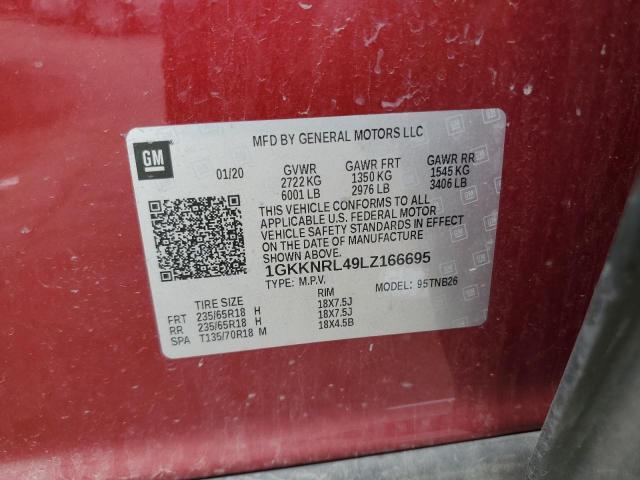 MFD BY GENERAL MOTORS LLC
GM
01/20 GVWR GAWR FRT GAWR RR
2722 KG 1350 KG 1545 KG
6001 LB 2976 LB 3406 LB
THIS VEHICLE CONFORMS TO ALL
APPLICABLE U.S. FEDERAL MOTOR
VEHICLE SAFETY STANDARDS IN EFFECT
ON THE DATE OF MANUFACTURE
SHOWN ABOVE.
1GKKNRL49LZ166695
TYPE: M.P.V. MODEL: 95TNB26
TIRE SIZE RIM
FRT 235/65R18 H 18X7.5J
RR 235/65R18 H 18X7.5J
SPA T135/70R18 M 18X4.5B